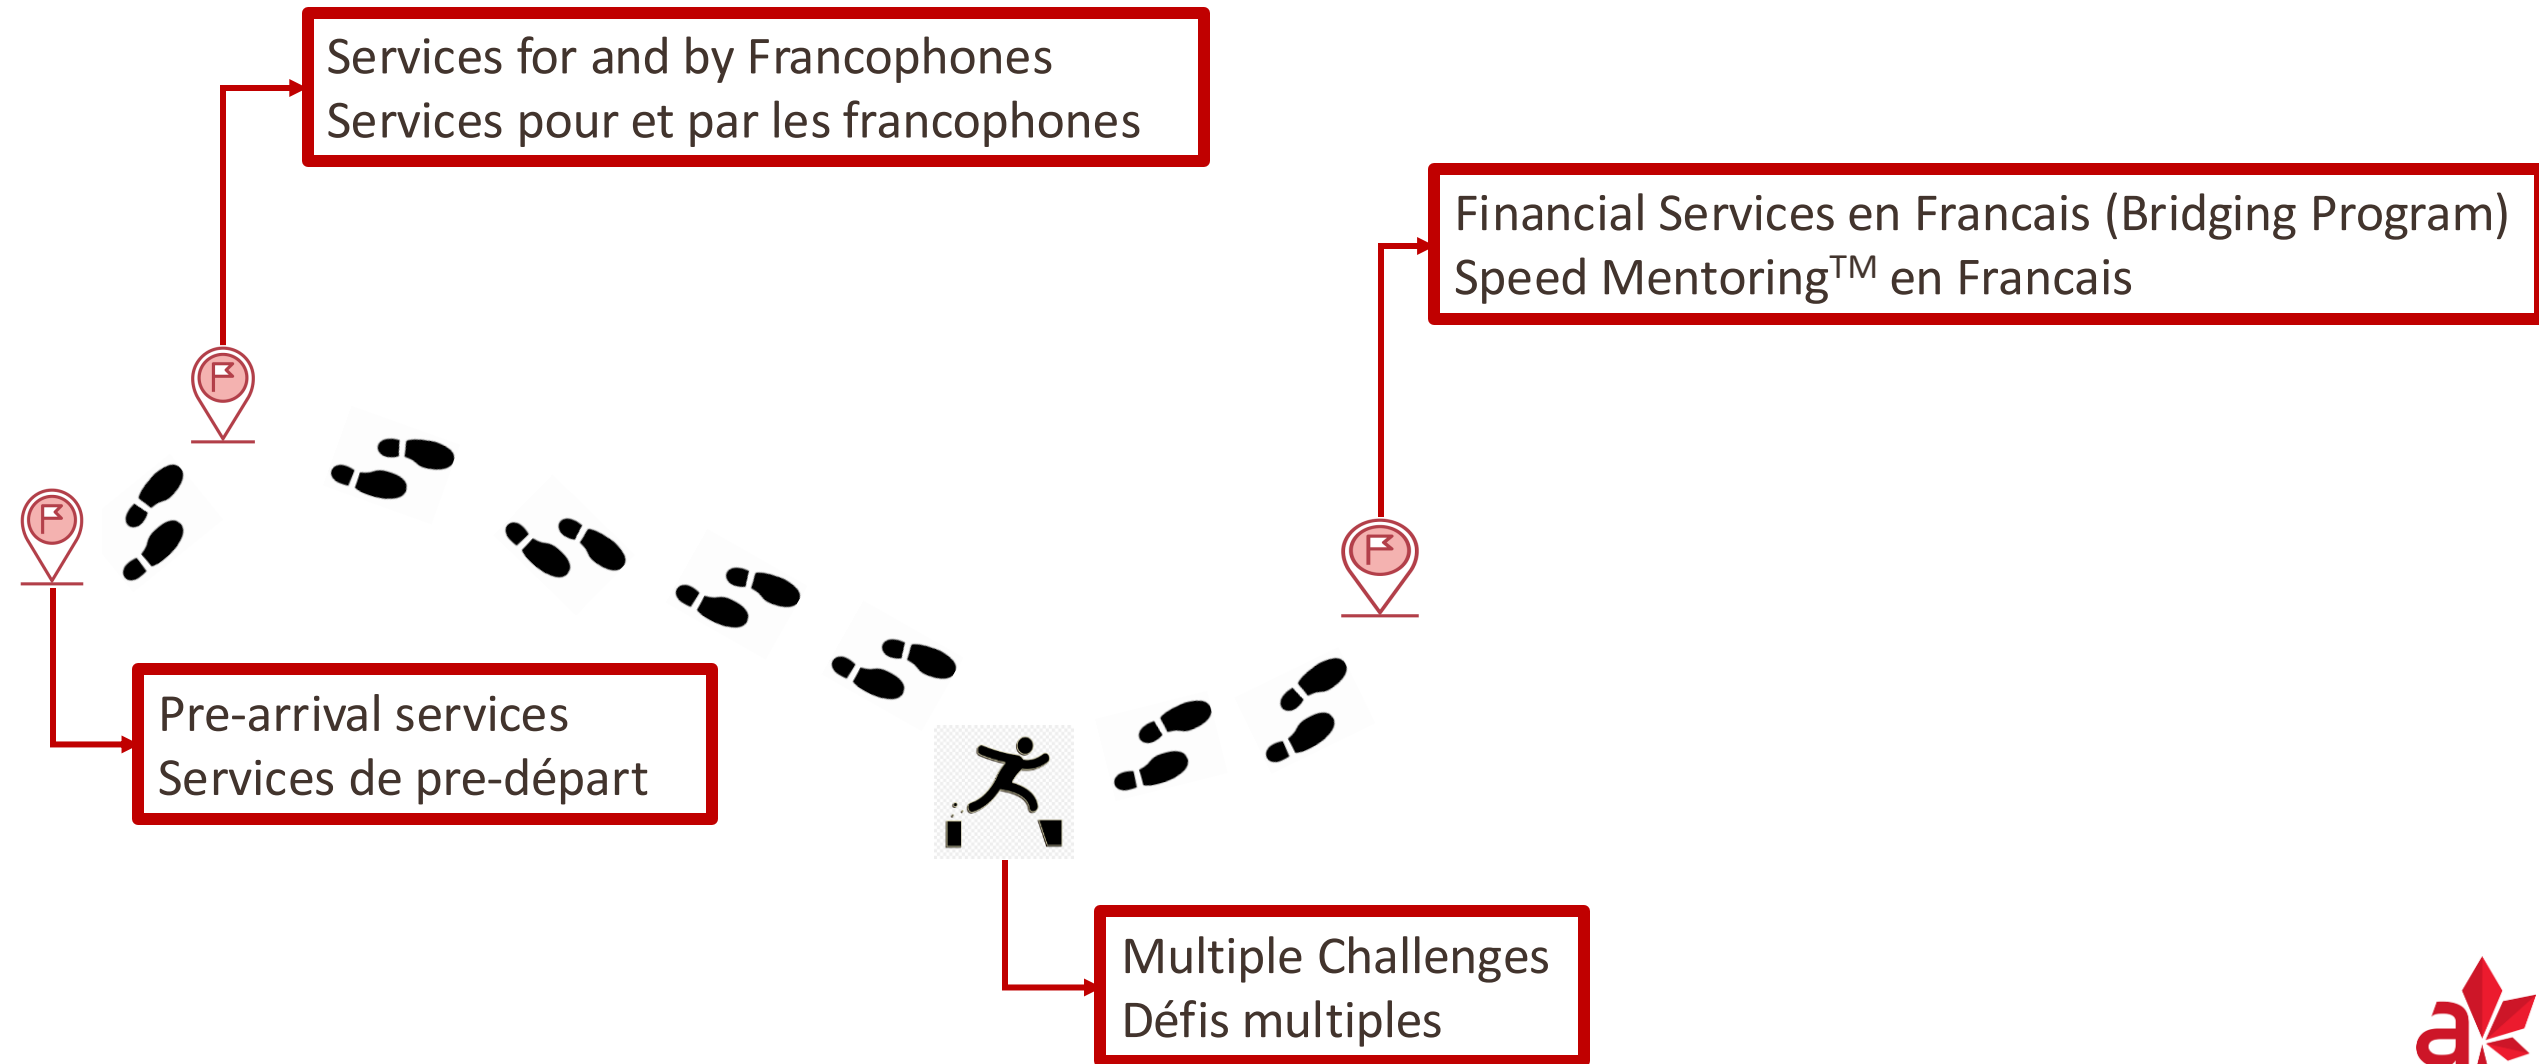 Services for and by Francophones
Services pour et par les francophones
Financial Services en Francais (Bridging Program)
Speed Mentoring™ en Francais
Pre-arrival services
Services de pre-départ
Multiple Challenges
Défis multiples
a